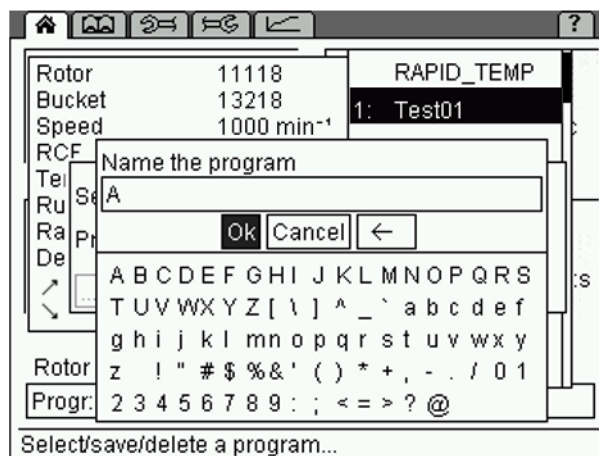 ?
Rotor 11118
Bucket 13218
Speed 1000 min⁻¹
RCF
RAPID_TEMP
1: Test01
Name the program
A
Ok Cancel ←
A B C D E F G H I J K L M N O P Q R S
T U V W X Y Z [ \ ] ^ _ ` a b c d e f
g h i j k l m n o p q r s t u v w x y
z ! " # $ % & ' ( ) * + , - . / 0 1
2 3 4 5 6 7 8 9 : ; < = > ? @
Rotor
Progr:
Select/save/delete a program...